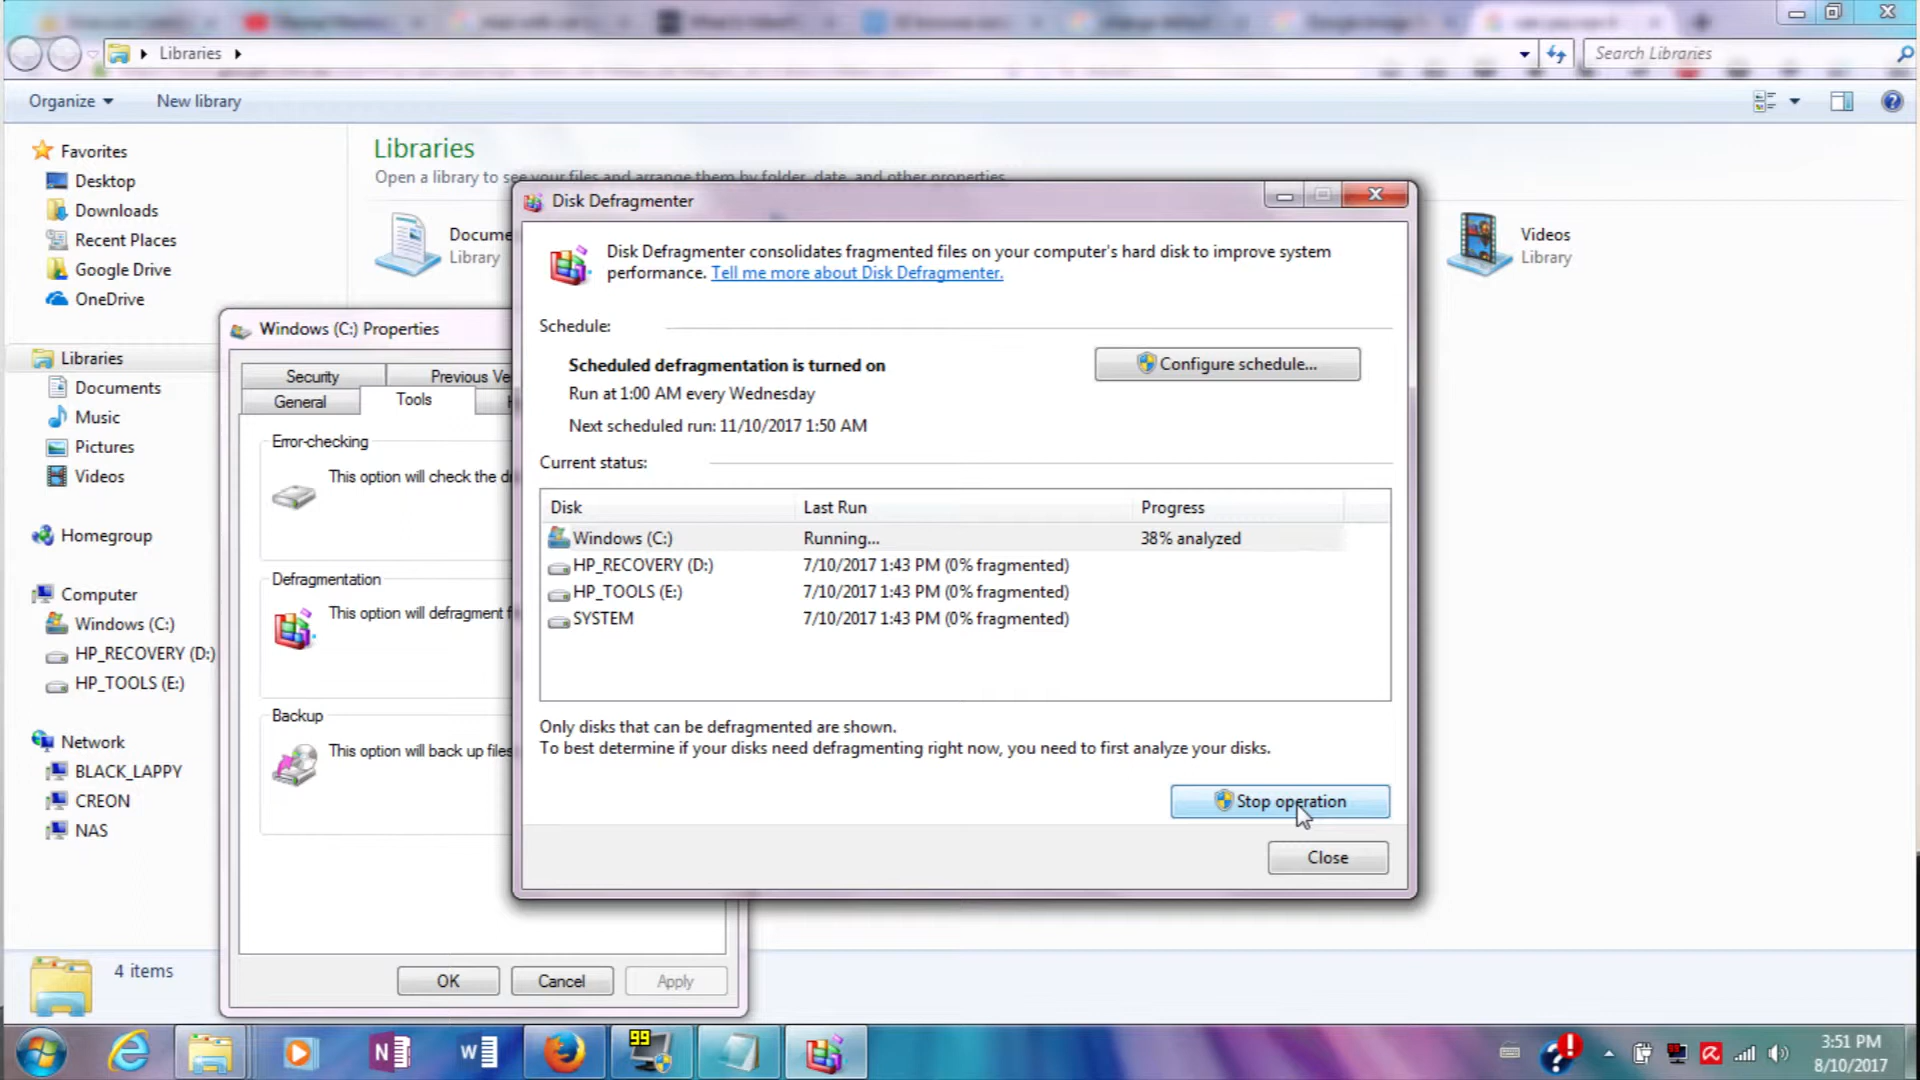 Libraries
Search Libraries
Organize
New library
Favorites
Desktop
Downloads
Recent Places
Google Drive
OneDrive
Libraries
Documents
Music
Pictures
Videos
Homegroup
Computer
Windows (C:)
HP_RECOVERY (D:)
HP_TOOLS (E:)
Network
BLACK_LAPPY
CREON
NAS
4 items
Libraries
Open a library to see your files and arrange them by folder, date, and other properties.
Docume
Library
Videos
Library
Windows (C:) Properties
Security
Previous Ve
General
Tools
Error-checking
This option will check the d
Defragmentation
This option will defragment f
Backup
This option will back up files
OK
Cancel
Apply
Disk Defragmenter
Disk Defragmenter consolidates fragmented files on your computer's hard disk to improve system
performance. Tell me more about Disk Defragmenter.
Schedule:
Scheduled defragmentation is turned on
Configure schedule...
Run at 1:00 AM every Wednesday
Next scheduled run: 11/10/2017 1:50 AM
Current status:
Disk Last Run Progress
Windows (C:) Running... 38% analyzed
HP_RECOVERY (D:) 7/10/2017 1:43 PM (0% fragmented)
HP_TOOLS (E:) 7/10/2017 1:43 PM (0% fragmented)
SYSTEM 7/10/2017 1:43 PM (0% fragmented)
Only disks that can be defragmented are shown.
To best determine if your disks need defragmenting right now, you need to first analyze your disks.
Stop operation
Close
99
3:51 PM
8/10/2017